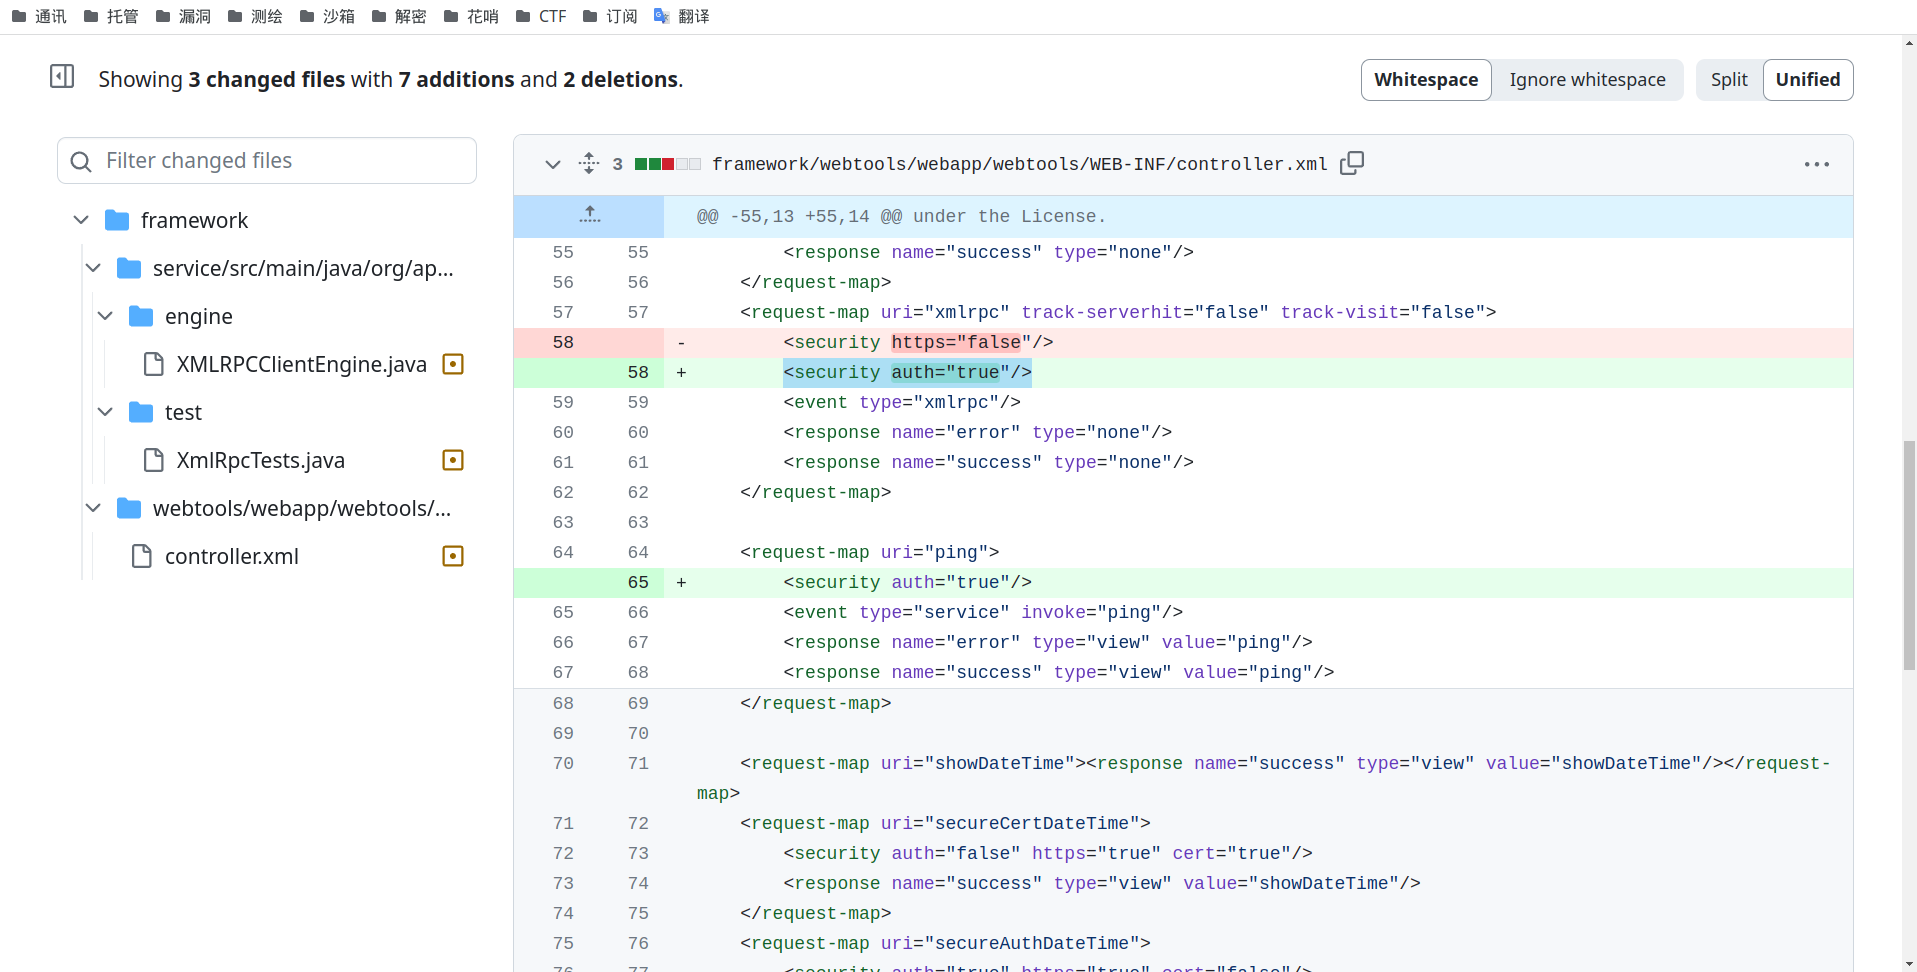 通讯 托管 漏洞 测绘 沙箱 解密 花哨 CTF 订阅 翻译
Showing 3 changed files with 7 additions and 2 deletions.
Whitespace Ignore whitespace Split Unified
Filter changed files
framework
service/src/main/java/org/ap...
engine
XMLRPCClientEngine.java
test
XmlRpcTests.java
webtools/webapp/webtools/...
controller.xml
3 framework/webtools/webapp/webtools/WEB-INF/controller.xml
@@ -55,13 +55,14 @@ under the License.
55 55 <response name="success" type="none"/>
56 56 </request-map>
57 57 <request-map uri="xmlrpc" track-serverhit="false" track-visit="false">
58 - <security https="false"/>
58 + <security auth="true"/>
59 59 <event type="xmlrpc"/>
60 60 <response name="error" type="none"/>
61 61 <response name="success" type="none"/>
62 62 </request-map>
63 63
64 64 <request-map uri="ping">
65 + <security auth="true"/>
65 66 <event type="service" invoke="ping"/>
66 67 <response name="error" type="view" value="ping"/>
67 68 <response name="success" type="view" value="ping"/>
68 69 </request-map>
69 70
70 71 <request-map uri="showDateTime"><response name="success" type="view" value="showDateTime"/></request-
map>
71 72 <request-map uri="secureCertDateTime">
72 73 <security auth="false" https="true" cert="true"/>
73 74 <response name="success" type="view" value="showDateTime"/>
74 75 </request-map>
75 76 <request-map uri="secureAuthDateTime">
76 77 <security auth="true" https="true" cert="false"/>